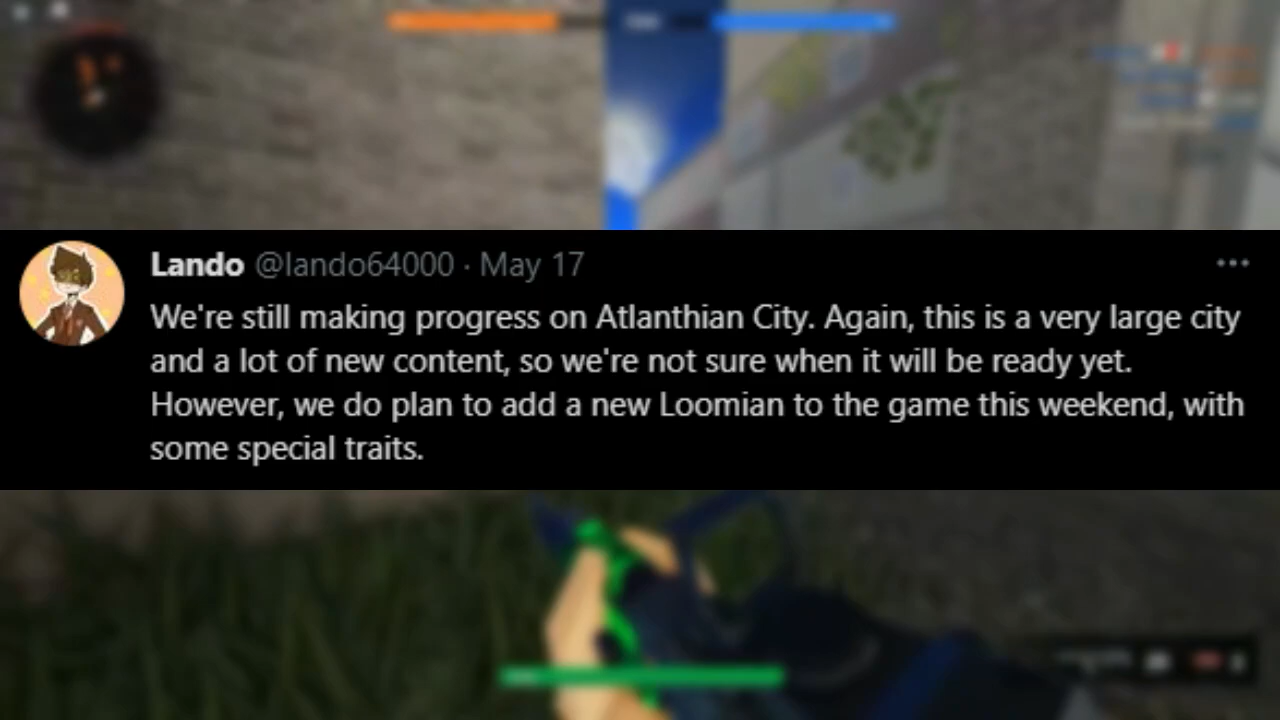 Lando @lando64000 · May 17
We're still making progress on Atlanthian City. Again, this is a very large city
and a lot of new content, so we're not sure when it will be ready yet.
However, we do plan to add a new Loomian to the game this weekend, with
some special traits.